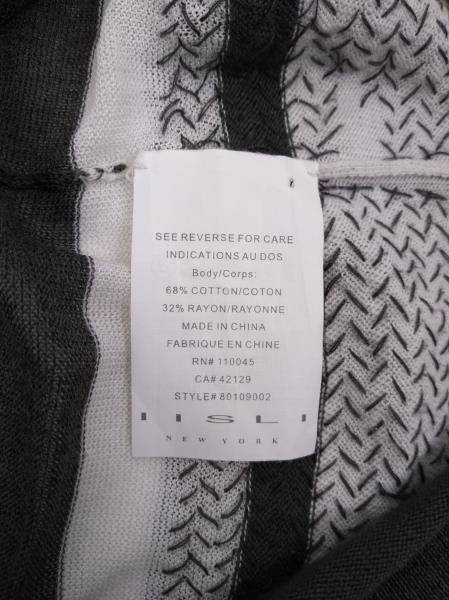 SEE REVERSE FOR CARE
INDICATIONS AU DOS
Body/Corps:
68% COTTON/COTON
32% RAYON/RAYONNE
MADE IN CHINA
FABRIQUE EN CHINE
RN# 110045
CA# 42129
STYLE# 80109002
IISLI
NEW YORK